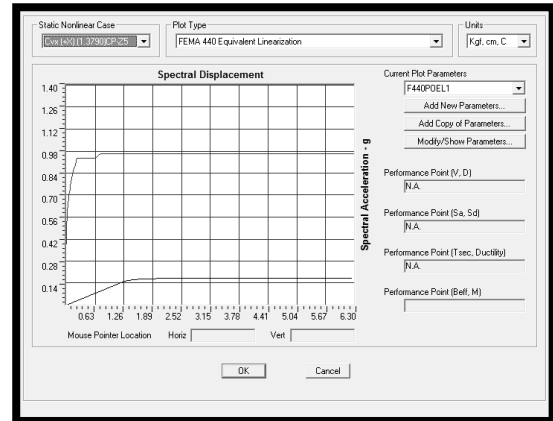 Static Nonlinear Case
Plot Type
Units
Cvx (+X)(1.3790)CP\25
FEMA 440 Equivalent Linearization
Kgf, cm, C
Spectral Displacement
1.40
1.26
1.12
0.98
0.84
0.70
0.56
0.42
0.28
0.14
0.63 1.26 1.89 2.52 3.15 3.78 4.41 5.04 5.67 6.30
Spectral Acceleration - g
Mouse Pointer Location Horiz Vert
Current Plot Parameters
F440POEL1
Add New Parameters...
Add Copy of Parameters...
Modify/Show Parameters...
Performance Point (V, D)
N.A.
Performance Point (Sa, Sd)
N.A.
Performance Point (Tsec, Ductility)
N.A.
Performance Point (Beff, M)
OK
Cancel